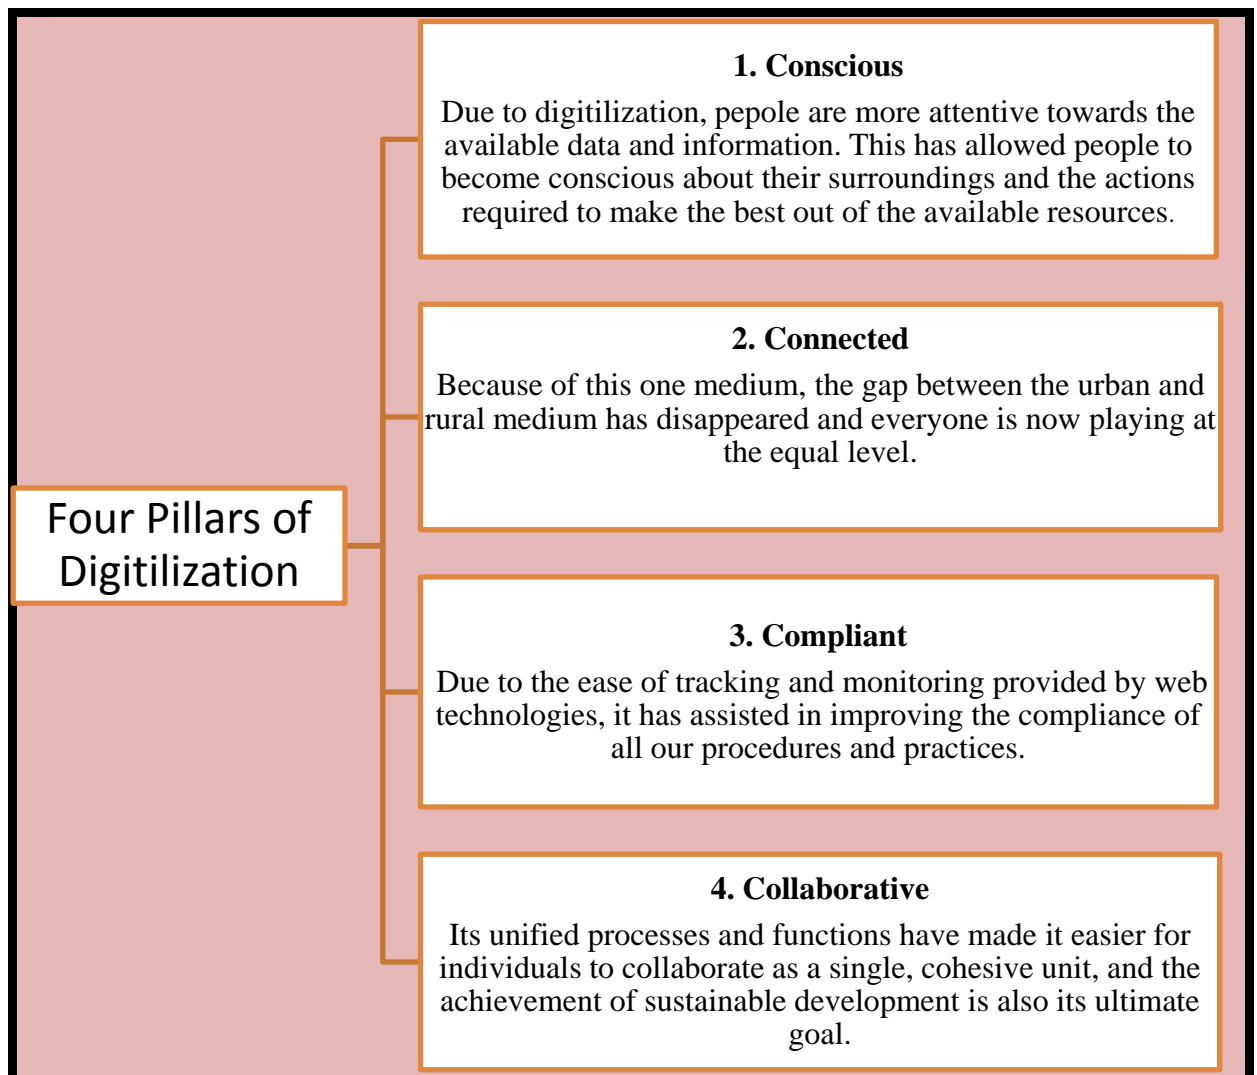 Four Pillars of
Digitilization
1. Conscious
Due to digitilization, pepole are more attentive towards the
available data and information. This has allowed people to
become conscious about their surroundings and the actions
required to make the best out of the available resources.
2. Connected
Because of this one medium, the gap between the urban and
rural medium has disappeared and everyone is now playing at
the equal level.
3. Compliant
Due to the ease of tracking and monitoring provided by web
technologies, it has assisted in improving the compliance of
all our procedures and practices.
4. Collaborative
Its unified processes and functions have made it easier for
individuals to collaborate as a single, cohesive unit, and the
achievement of sustainable development is also its ultimate
goal.